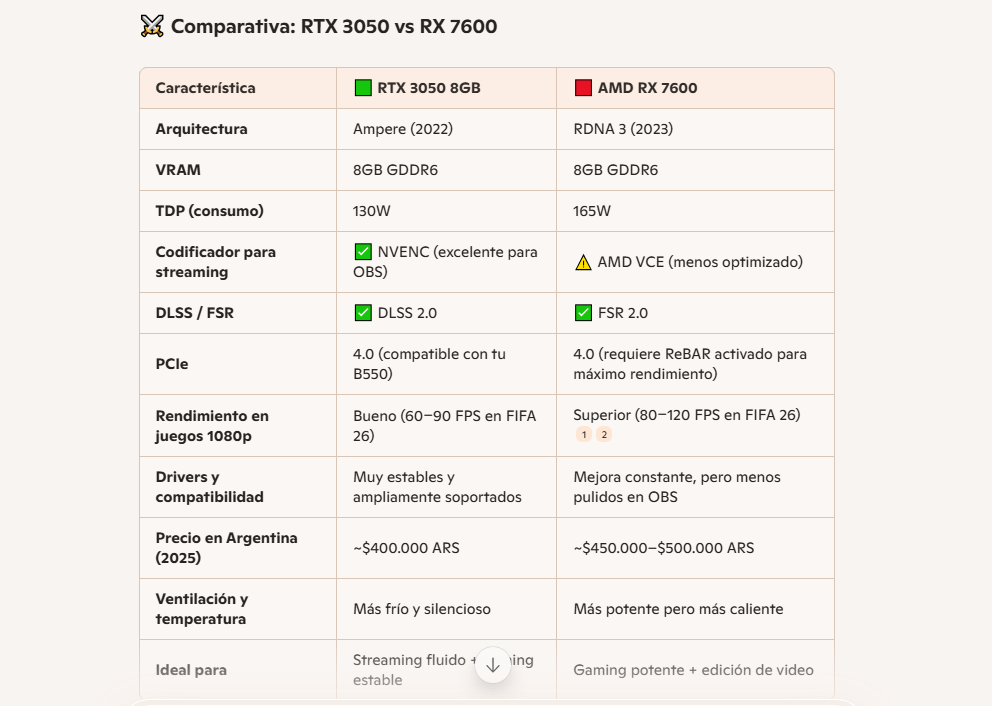 Comparativa: RTX 3050 vs RX 7600
Característica
RTX 3050 8GB
AMD RX 7600
Arquitectura
Ampere (2022)
RDNA 3 (2023)
VRAM
8GB GDDR6
8GB GDDR6
TDP (consumo)
130W
165W
Codificador para
streaming
NVENC (excelente para
OBS)
AMD VCE (menos optimizado)
DLSS / FSR
DLSS 2.0
FSR 2.0
PCIe
4.0 (compatible con tu
B550)
4.0 (requiere ReBAR activado para
máximo rendimiento)
Rendimiento en
juegos 1080p
Bueno (60–90 FPS en FIFA
26)
Superior (80–120 FPS en FIFA 26)
1 2
Drivers y
compatibilidad
Muy estables y
ampliamente soportados
Mejora constante, pero menos
pulidos en OBS
Precio en Argentina
(2025)
~$400.000 ARS
~$450.000–$500.000 ARS
Ventilación y
temperatura
Más frío y silencioso
Más potente pero más caliente
Ideal para
Streaming fluido +
estable
Gaming potente + edición de video